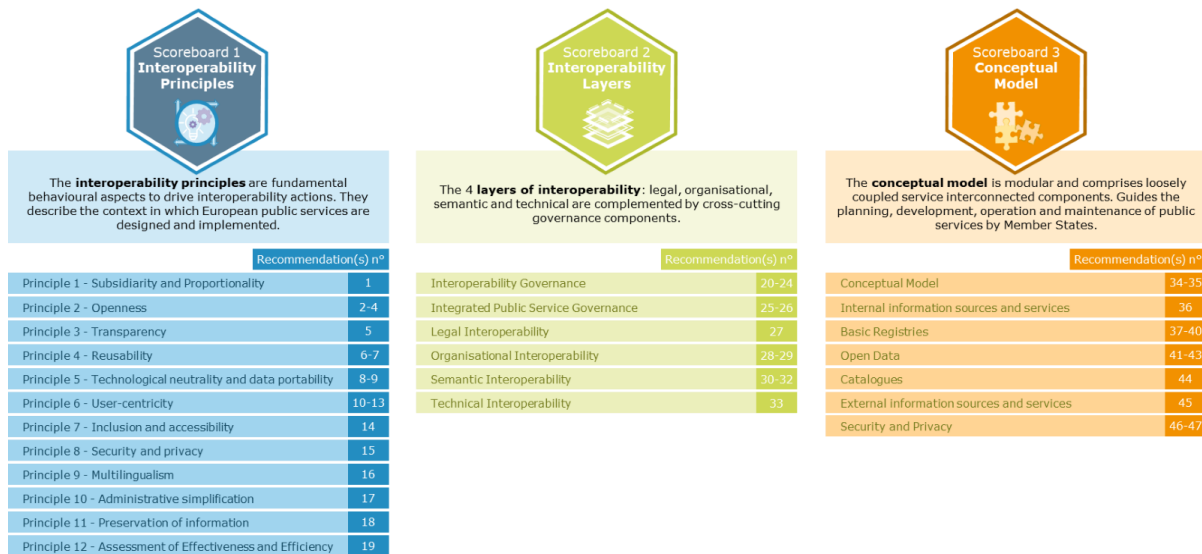 Scoreboard 1
Interoperability
Principles
The interoperability principles are fundamental
behavioural aspects to drive interoperability actions. They
describe the context in which European public services are
designed and implemented.
Recommendation(s) n°
Principle 1 - Subsidiarity and Proportionality 1
Principle 2 - Openness 2-4
Principle 3 - Transparency 5
Principle 4 - Reusability 6-7
Principle 5 - Technological neutrality and data portability 8-9
Principle 6 - User-centricity 10-13
Principle 7 - Inclusion and accessibility 14
Principle 8 - Security and privacy 15
Principle 9 - Multilingualism 16
Principle 10 - Administrative simplification 17
Principle 11 - Preservation of information 18
Principle 12 - Assessment of Effectiveness and Efficiency 19
Scoreboard 2
Interoperability
Layers
The 4 layers of interoperability: legal, organisational,
semantic and technical are complemented by cross-cutting
governance components.
Recommendation(s) n°
Interoperability Governance 20-24
Integrated Public Service Governance 25-26
Legal Interoperability 27
Organisational Interoperability 28-29
Semantic Interoperability 30-32
Technical Interoperability 33
Scoreboard 3
Conceptual
Model
The conceptual model is modular and comprises loosely
coupled service interconnected components. Guides the
planning, development, operation and maintenance of public
services by Member States.
Recommendation(s) n°
Conceptual Model 34-35
Internal information sources and services 36
Basic Registries 37-40
Open Data 41-43
Catalogues 44
External information sources and services 45
Security and Privacy 46-47